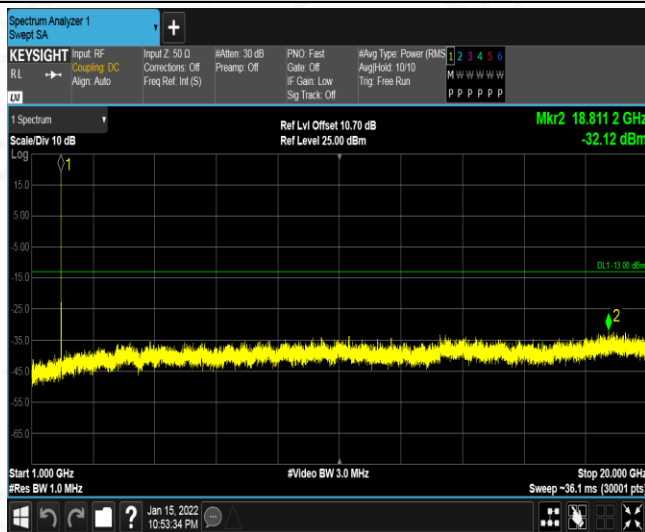 Spectrum Analyzer 1
Swept SA
+
KEYSIGHT Input: RF Input Z: 50 Ω #Atten: 30 dB PNO: Fast #Avg Type: Power (RMS 1 2 3 4 5 6
RL Coupling: DC Corrections: Off Preamp: Off Gate: Off Avg|Hold: 10/10 M W W W W W
Align: Auto Freq Ref: Int (S) IF Gain: Low Trig: Free Run
Sig Track: Off P P P P P P
LXI
1 Spectrum Ref Lvl Offset 10.70 dB Mkr2 18.811 2 GHz
Scale/Div 10 dB Ref Level 25.00 dBm -32.12 dBm
Log
1
15.0
5.00
-5.00
DL1 -13.00 dBm
-15.0
-25.0
2
-35.0
-45.0
-55.0
-65.0
Start 1.000 GHz #Video BW 3.0 MHz Stop 20.000 GHz
#Res BW 1.0 MHz Sweep ~36.1 ms (30001 pts)
? Jan 15, 2022
10:53:34 PM